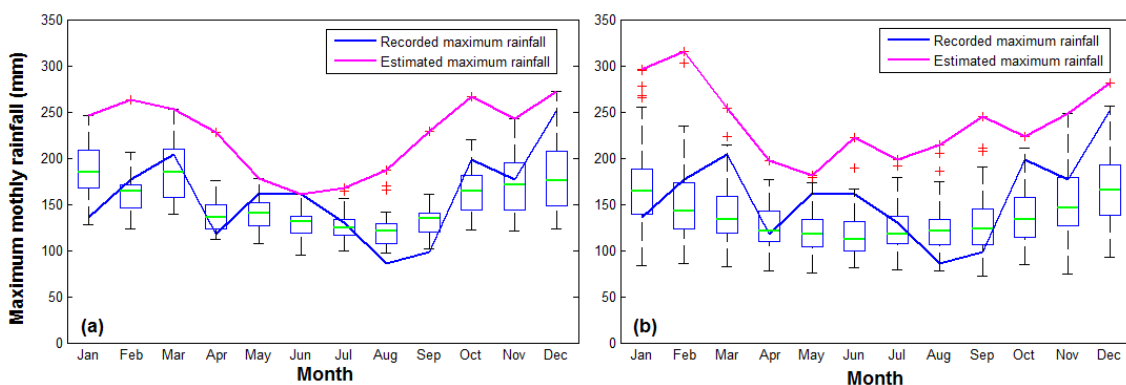 Maximum mothly rainfall (mm)
350
300
250
200
150
100
50
0
Recorded maximum rainfall
Estimated maximum rainfall
(a)
Jan Feb Mar Apr May Jun Jul Aug Sep Oct Nov Dec
Month
350
300
250
200
150
100
50
0
Recorded maximum rainfall
Estimated maximum rainfall
(b)
Jan Feb Mar Apr May Jun Jul Aug Sep Oct Nov Dec
Month